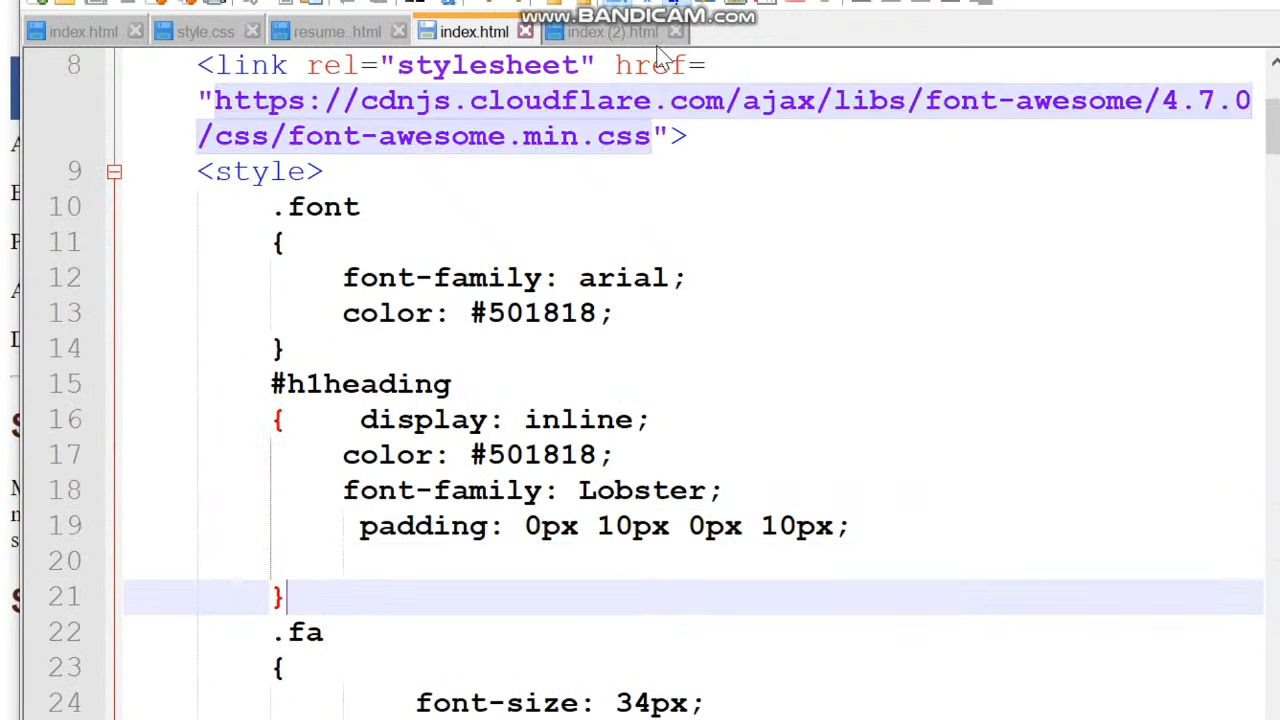 www.BANDICAM.com
index.html style.css resume..html index.html index (2).html
8 <link rel="stylesheet" href=
"https://cdnjs.cloudflare.com/ajax/libs/font-awesome/4.7.0
/css/font-awesome.min.css">
9 <style>
10 .font
11 {
12 font-family: arial;
13 color: #501818;
14 }
15 #h1heading
16 { display: inline;
17 color: #501818;
18 font-family: Lobster;
19 padding: 0px 10px 0px 10px;
20
21 }
22 .fa
23 {
24 font-size: 34px;